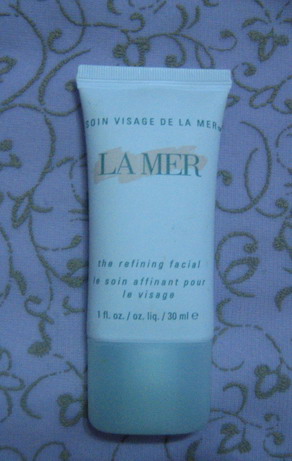 SOIN VISAGE DE LA MER
LA MER
the refining facial
le soin affinant pour
le visage
1 fl. oz. / oz. liq. / 30 ml e